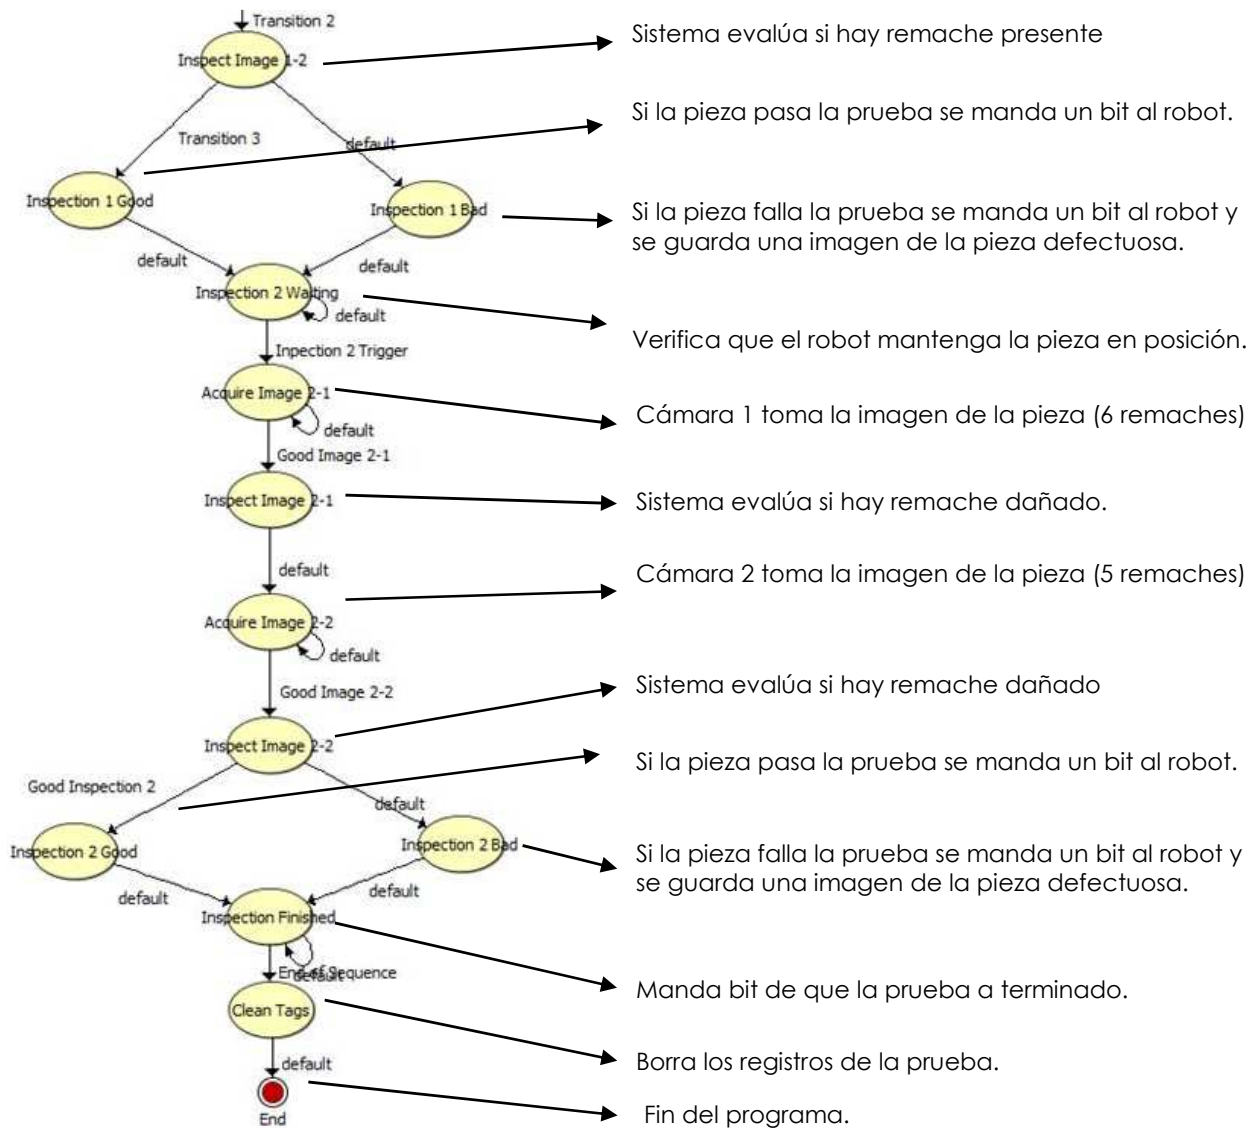 Transition 2
Sistema evalúa si hay remache presente
Inspect Image 1-2
Si la pieza pasa la prueba se manda un bit al robot.
Transition 3
default
Inspection 1 Good
Inspection 1 Bad
Si la pieza falla la prueba se manda un bit al robot y
se guarda una imagen de la pieza defectuosa.
default
default
Inspection 2 Waiting
default
Verifica que el robot mantenga la pieza en posición.
Inpection 2 Trigger
Acquire Image 2-1
Cámara 1 toma la imagen de la pieza (6 remaches)
default
Good Image 2-1
Inspect Image 2-1
Sistema evalúa si hay remache dañado.
default
Cámara 2 toma la imagen de la pieza (5 remaches)
Acquire Image 2-2
default
Good Image 2-2
Sistema evalúa si hay remache dañado
Inspect Image 2-2
Si la pieza pasa la prueba se manda un bit al robot.
Good Inspection 2
default
Inspection 2 Good
Inspection 2 Bad
Si la pieza falla la prueba se manda un bit al robot y
se guarda una imagen de la pieza defectuosa.
default
default
Inspection Finished
End of Sequence
default
Manda bit de que la prueba a terminado.
Clean Tags
Borra los registros de la prueba.
default
Fin del programa.
End